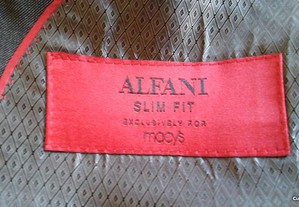 ALFANI
SLIM FIT
EXCLUSIVELY FOR
macy's